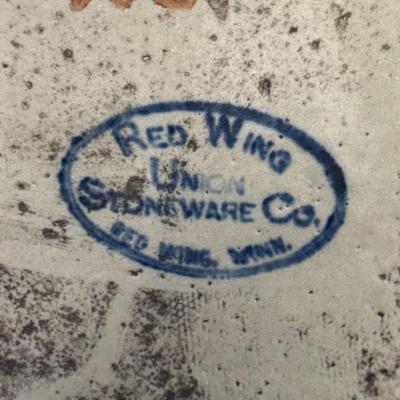 RED WING
UNION
STONEWARE CO.
RED WING, MINN.